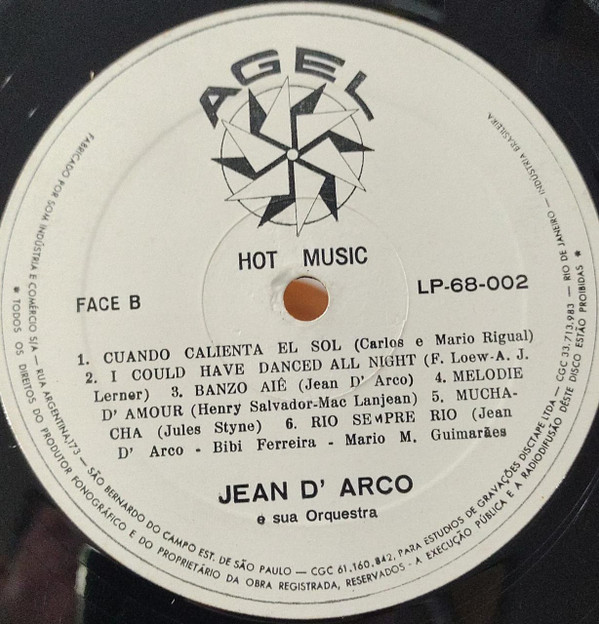 AGEL
HOT MUSIC
FACE B
LP-68-002
1. CUANDO CALIENTA EL SOL (Carlos e Mario Rigual)
2. I COULD HAVE DANCED ALL NIGHT (F. Loew-A. J.
Lerner) 3. BANZO AIÊ (Jean D' Arco) 4. MELODIE
D' AMOUR (Henry Salvador-Mac Lanjean) 5. MUCHA-
CHA (Jules Styne) 6. RIO SEMPRE RIO (Jean
D' Arco - Bibi Ferreira - Mario M. Guimarães
JEAN D' ARCO
e sua Orquestra
FABRICADO POR SOM INDÚSTRIA E COMÉRCIO S/A — RUA ARGENTINA, 173 — SÃO BERNARDO DO CAMPO EST. DE SÃO PAULO — CGC 61.160.842, PARA ESTUDIOS DE GRAVAÇÕES DISCTAPE LTDA — CGC 33.713.983 — RIO DE JANEIRO — INDÚSTRIA BRASILEIRA
* TODOS OS DIREITOS DO PRODUTOR FONOGRÁFICO E DO PROPRIETÁRIO DA OBRA REGISTRADA, RESERVADOS - A EXECUÇÃO PÚBLICA E A RADIODIFUSÃO DÊSTE DISCO ESTÃO PROIBIDAS *